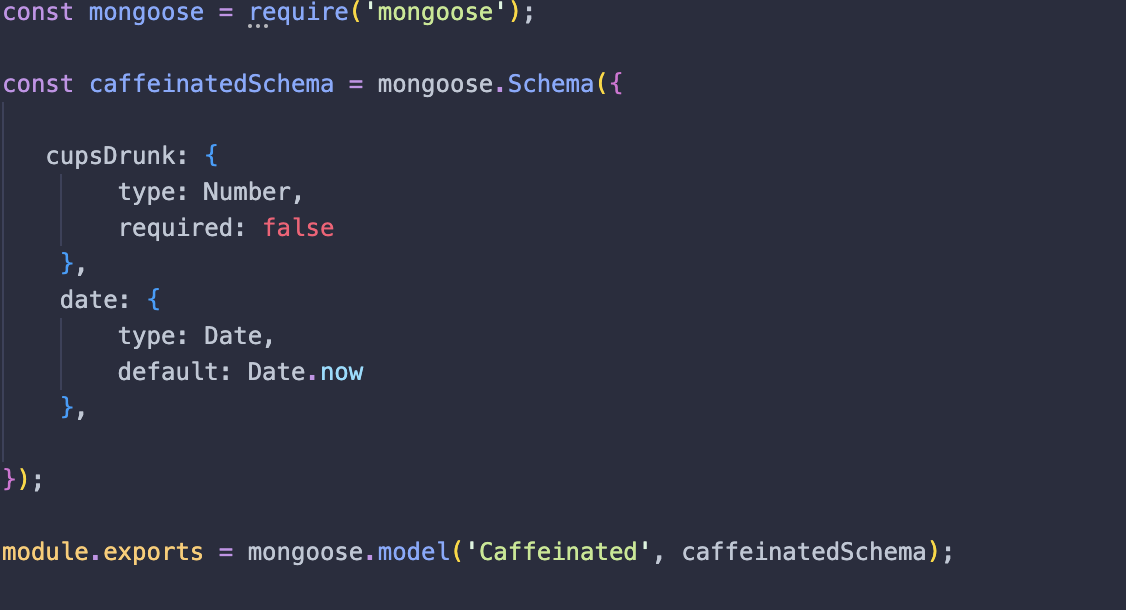 const mongoose = require('mongoose');
const caffeinatedSchema = mongoose.Schema({
cupsDrunk: {
type: Number,
required: false
},
date: {
type: Date,
default: Date.now
},
});
module.exports = mongoose.model('Caffeinated', caffeinatedSchema);